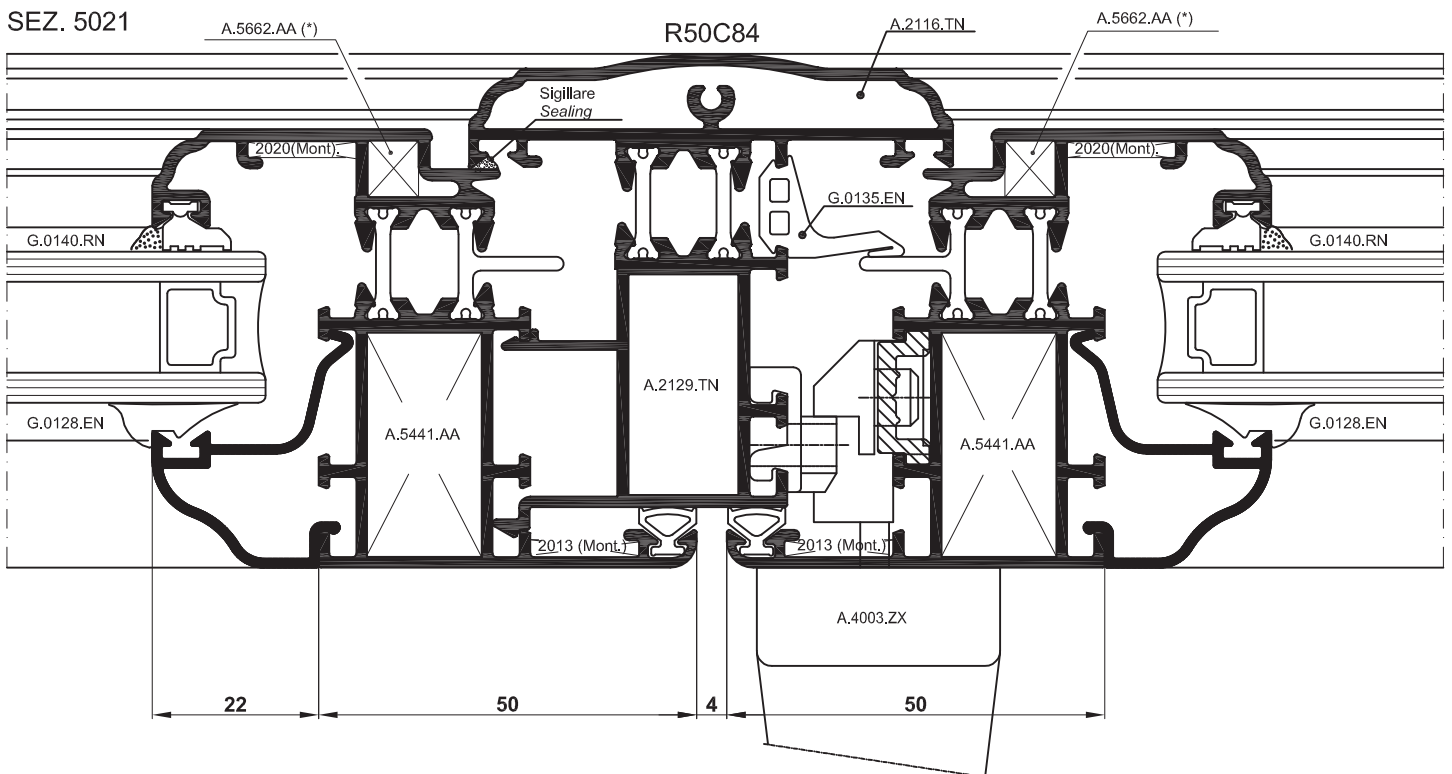 SEZ. 5021
A.5662.AA (*)
R50C84
A.2116.TN
A.5662.AA (*)
Sigillare
Sealing
2020(Mont).
2020(Mont).
G.0135.EN
G.0140.RN
G.0140.RN
A.2129.TN
G.0128.EN
A.5441.AA
A.5441.AA
G.0128.EN
2013 (Mont.)
2013 (Mont.)
A.4003.ZX
22
50
4
50